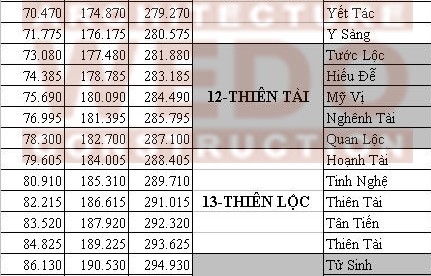 ARCHITECTURE
70.470 174.870 279.270 Yết Tác
71.775 176.175 280.575 Y Sàng
73.080 177.480 281.880 Tước Lộc
74.385 178.785 283.185 Hiếu Đễ
75.690 180.090 284.490 12-THIÊN TÀI Mỹ Vị
76.995 181.395 285.795 Nghênh Tài
78.300 182.700 287.100 Quan Lộc
CONSTRUCTION
79.605 184.005 288.405 Hoạnh Tài
80.910 185.310 289.710 Tinh Nghệ
82.215 186.615 291.015 13-THIÊN LỘC Thiên Tài
83.520 187.920 292.320 Tân Tiến
84.825 189.225 293.625 Thiên Tài
86.130 190.530 294.930 Tử Sinh